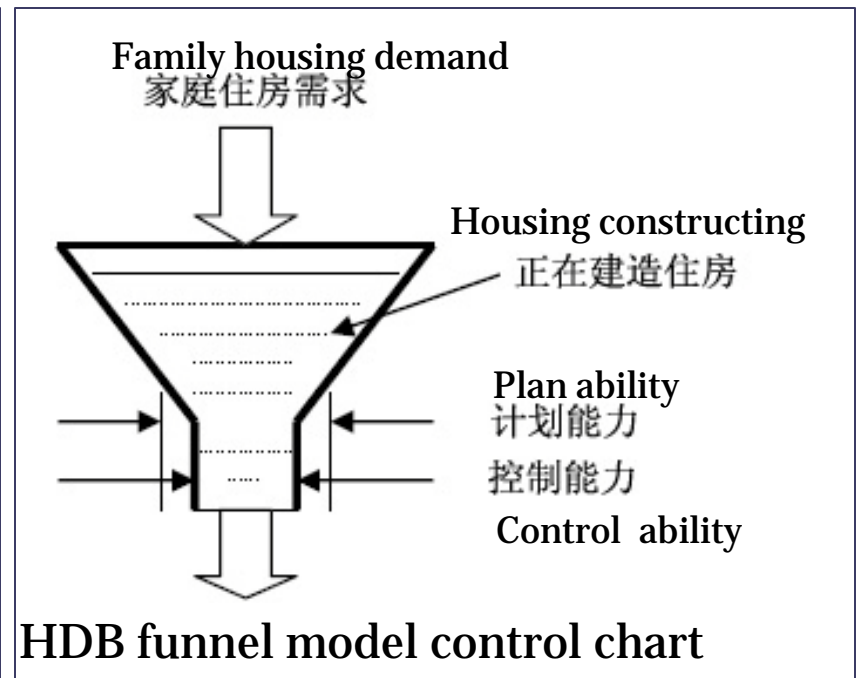 Family housing demand
家庭住房需求
Housing constructing
正在建造住房
Plan ability
计划能力
控制能力
Control ability
HDB funnel model control chart